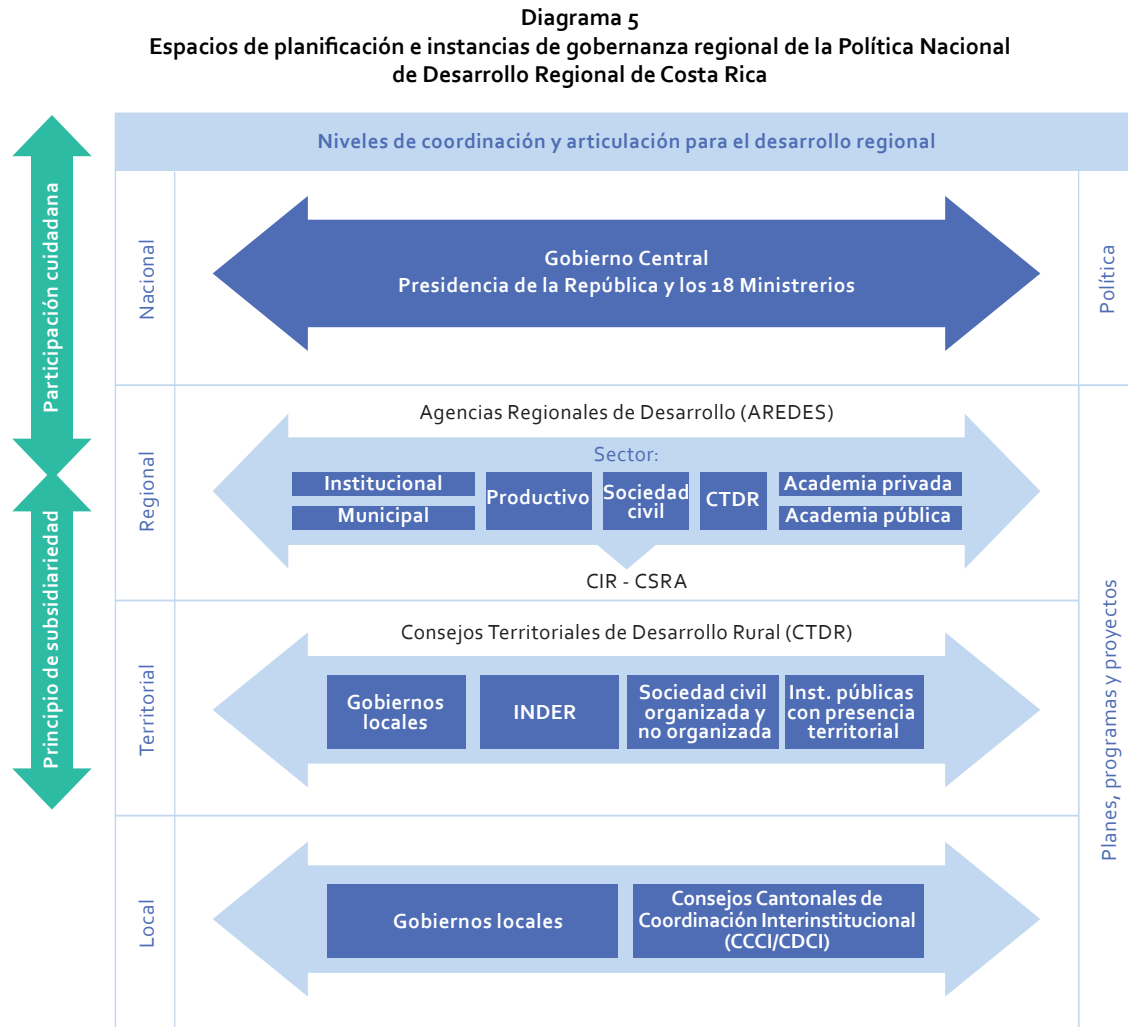 Diagrama 5
Espacios de planificación e instancias de gobernanza regional de la Política Nacional
de Desarrollo Regional de Costa Rica
Niveles de coordinación y articulación para el desarrollo regional
Participación cuidadana
Principio de subsidiariedad
Nacional
Gobierno Central
Presidencia de la República y los 18 Ministrerios
Política
Regional
Agencias Regionales de Desarrollo (AREDES)
Sector:
Institucional
Municipal
Productivo
Sociedad
civil
CTDR
Academia privada
Academia pública
CIR - CSRA
Planes, programas y proyectos
Territorial
Consejos Territoriales de Desarrollo Rural (CTDR)
Gobiernos
locales
INDER
Sociedad civil
organizada y
no organizada
Inst. públicas
con presencia
territorial
Local
Gobiernos locales
Consejos Cantonales de
Coordinación Interinstitucional
(CCCI/CDCI)